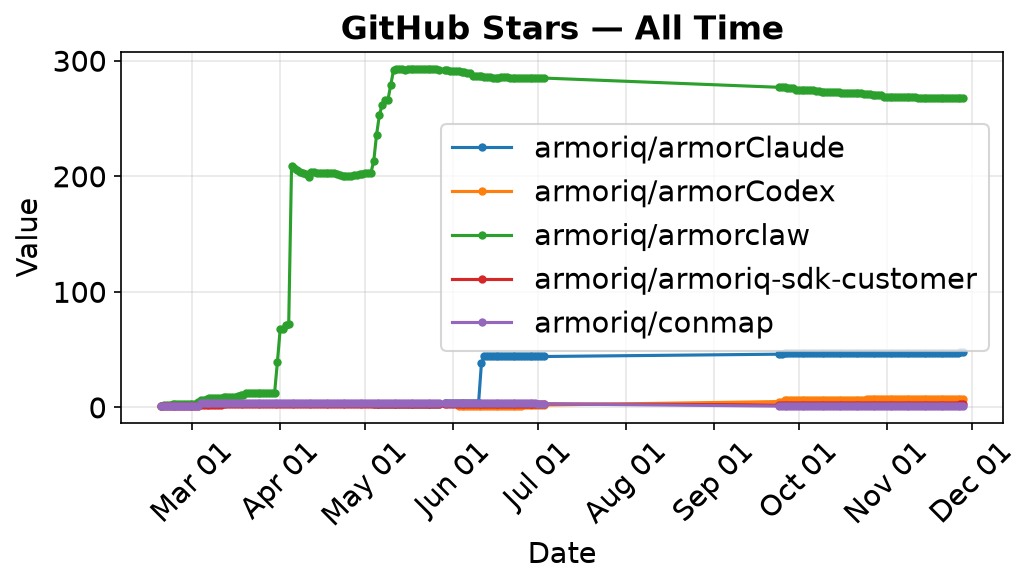 GitHub Stars — All Time
Value
300
200
100
0
armoriq/armorClaude
armoriq/armorCodex
armoriq/armorclaw
armoriq/armoriq-sdk-customer
armoriq/conmap
Mar 01
Apr 01
May 01
Jun 01
Jul 01
Aug 01
Sep 01
Oct 01
Nov 01
Dec 01
Date